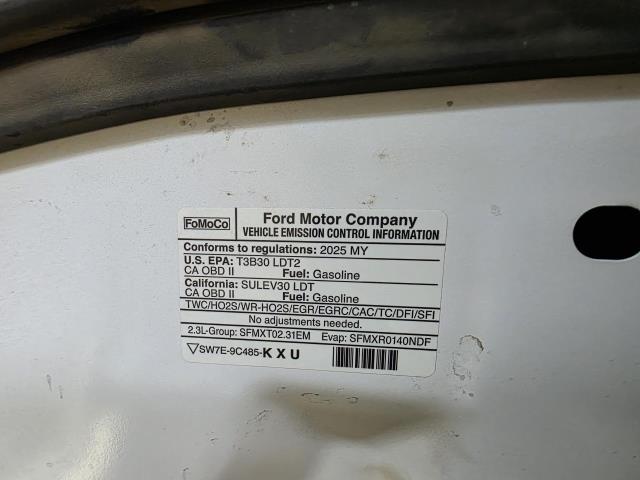 FoMoCo
Ford Motor Company
VEHICLE EMISSION CONTROL INFORMATION
Conforms to regulations: 2025 MY
U.S. EPA: T3B30 LDT2
CA OBD II Fuel: Gasoline
California: SULEV30 LDT
CA OBD II Fuel: Gasoline
TWC/HO2S/WR-HO2S/EGR/EGRC/CAC/TC/DFI/SFI
No adjustments needed.
2.3L-Group: SFMXT02.31EM Evap: SFMXR0140NDF
SW7E-9C485-K X U